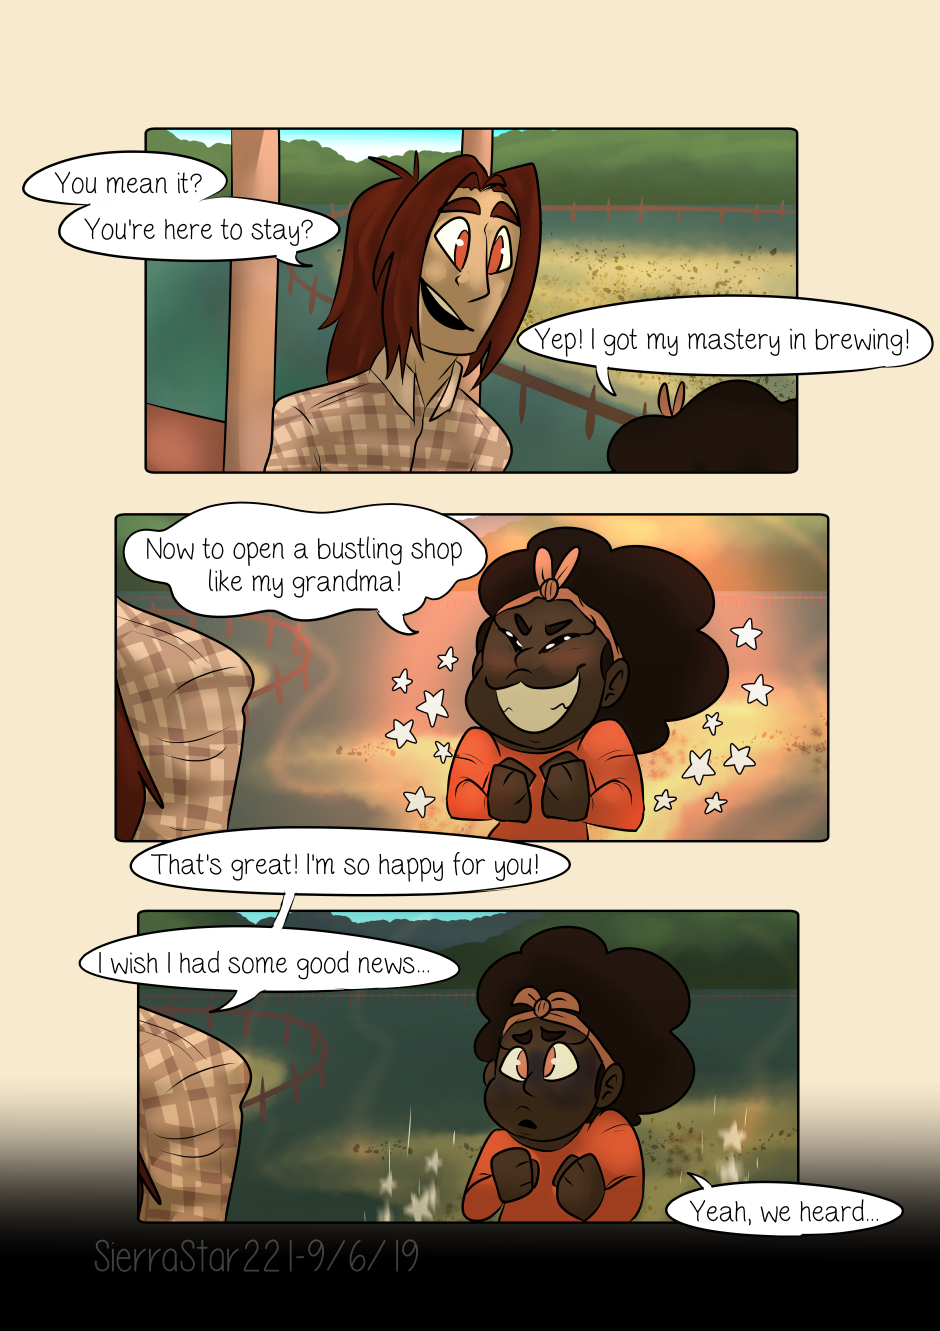 You mean it?
You're here to stay?
Yep! I got my mastery in brewing!
Now to open a bustling shop
like my grandma!
That's great! I'm so happy for you!
I wish I had some good news...
Yeah, we heard...
SierraStar221-9/6/19